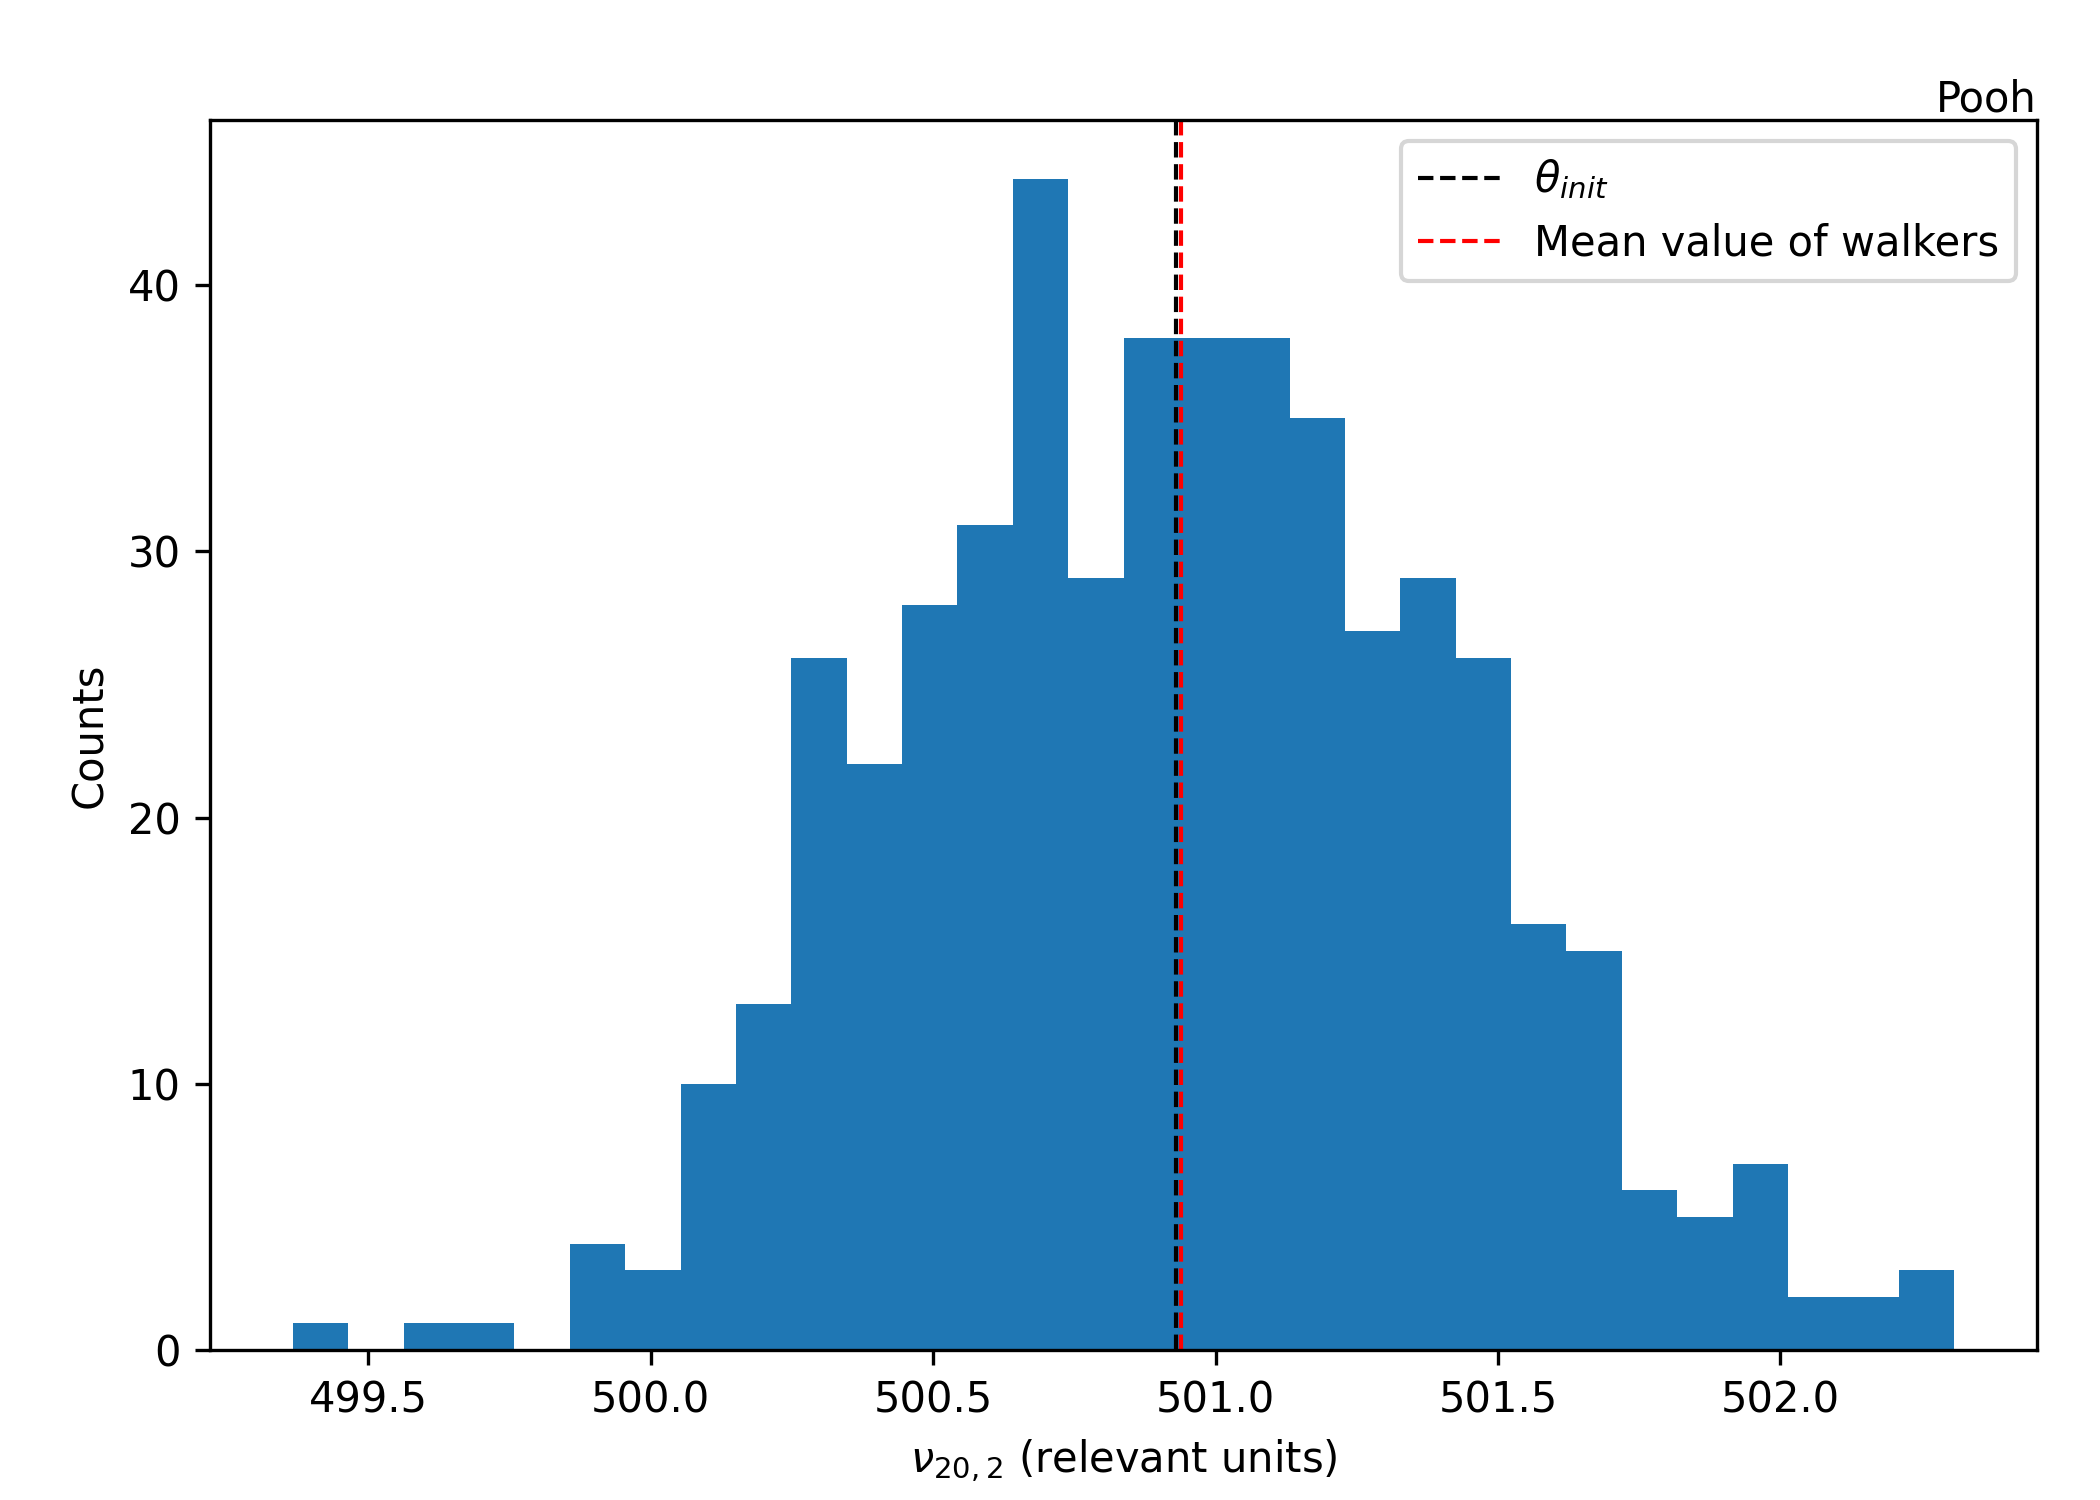 Pooh
θ_init
Mean value of walkers
40
30
20
10
0
Counts
499.5 500.0 500.5 501.0 501.5 502.0
ν_20,2 (relevant units)